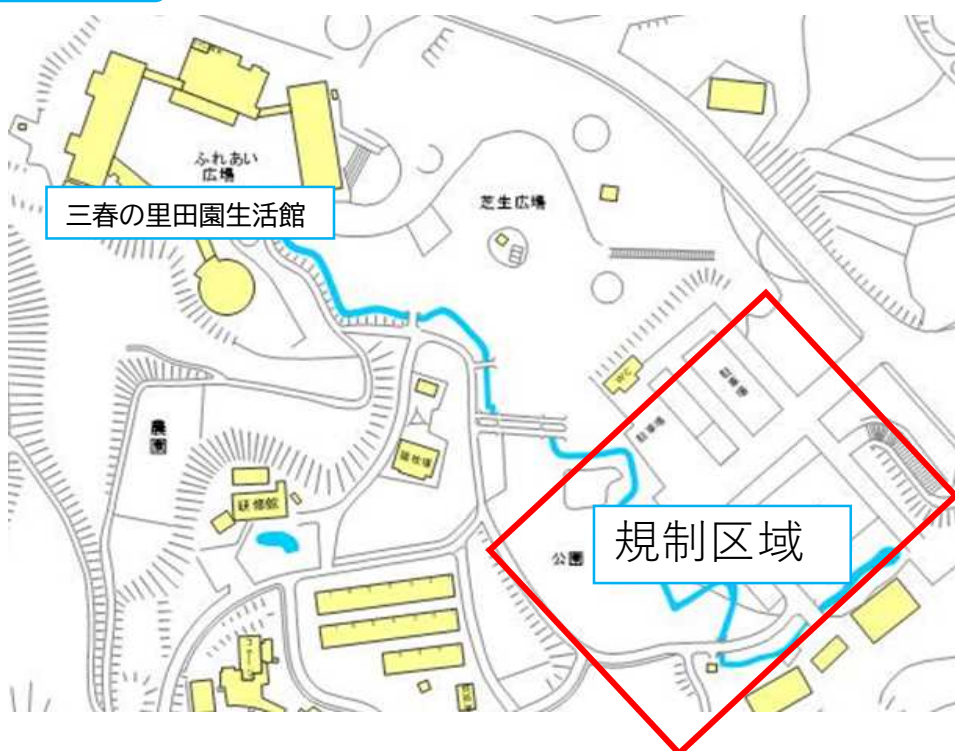 ふれあい
広場
三春の里田園生活館
芝生広場
WC
駐車場
駐車場
農園
研修館
公園
規制区域